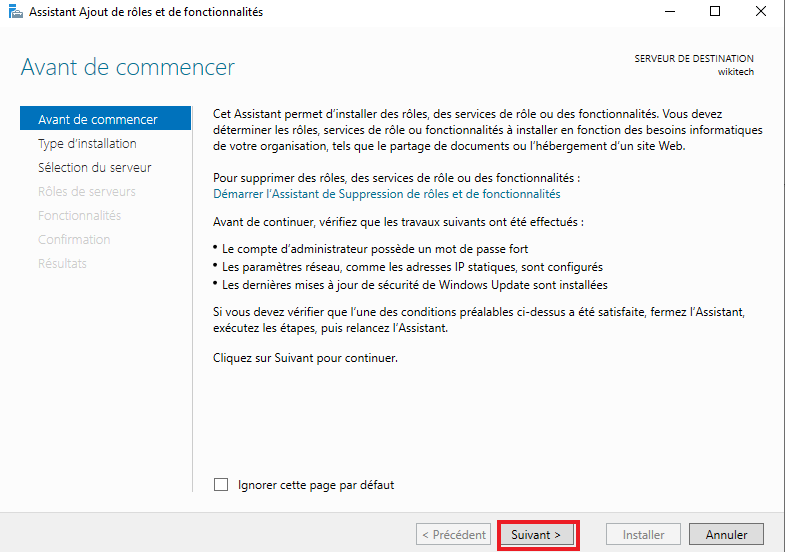 Assistant Ajout de rôles et de fonctionnalités
Avant de commencer
SERVEUR DE DESTINATION
wikitech
Avant de commencer
Type d'installation
Sélection du serveur
Rôles de serveurs
Fonctionnalités
Confirmation
Résultats
Cet Assistant permet d'installer des rôles, des services de rôle ou des fonctionnalités. Vous devez
déterminer les rôles, services de rôle ou fonctionnalités à installer en fonction des besoins informatiques
de votre organisation, tels que le partage de documents ou l'hébergement d'un site Web.
Pour supprimer des rôles, des services de rôle ou des fonctionnalités :
Démarrer l'Assistant de Suppression de rôles et de fonctionnalités
Avant de continuer, vérifiez que les travaux suivants ont été effectués :
• Le compte d'administrateur possède un mot de passe fort
• Les paramètres réseau, comme les adresses IP statiques, sont configurés
• Les dernières mises à jour de sécurité de Windows Update sont installées
Si vous devez vérifier que l'une des conditions préalables ci-dessus a été satisfaite, fermez l'Assistant,
exécutez les étapes, puis relancez l'Assistant.
Cliquez sur Suivant pour continuer.
Ignorer cette page par défaut
< Précédent
Suivant >
Installer
Annuler